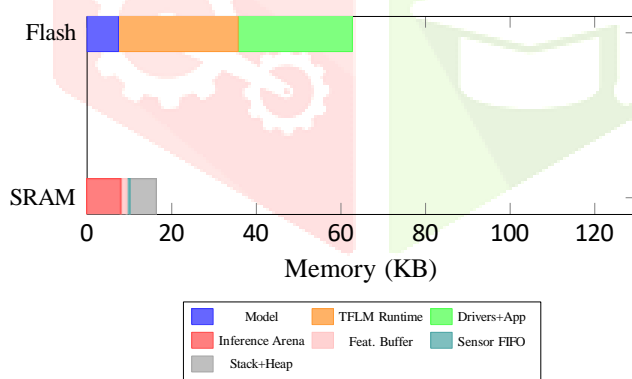 Flash
SRAM
0 20 40 60 80 100 120
Memory (KB)
Model TFLM Runtime Drivers+App
Inference Arena Feat. Buffer Sensor FIFO
Stack+Heap